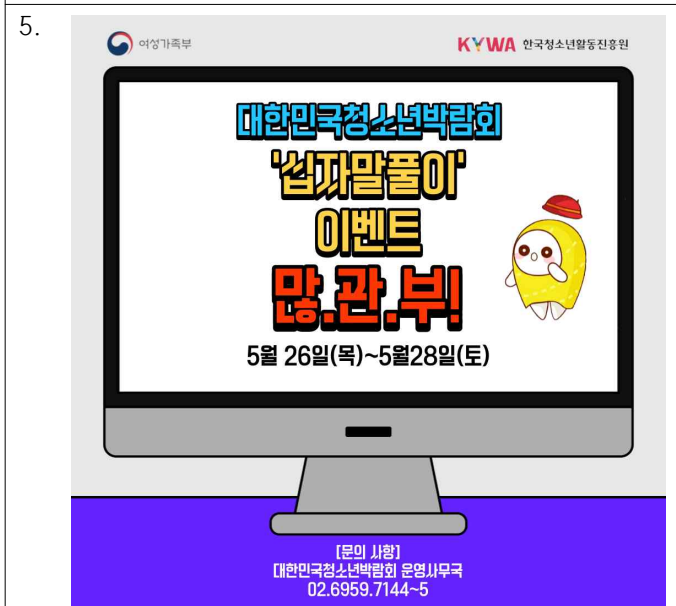 5.
여성가족부
KYWA 한국청소년활동진흥원
대한민국청소년박람회
'십자말풀이'
이벤트
많.관.부!
5월 26일(목)~5월28일(토)
[문의 사항]
대한민국청소년박람회 운영사무국
02.6959.7144~5